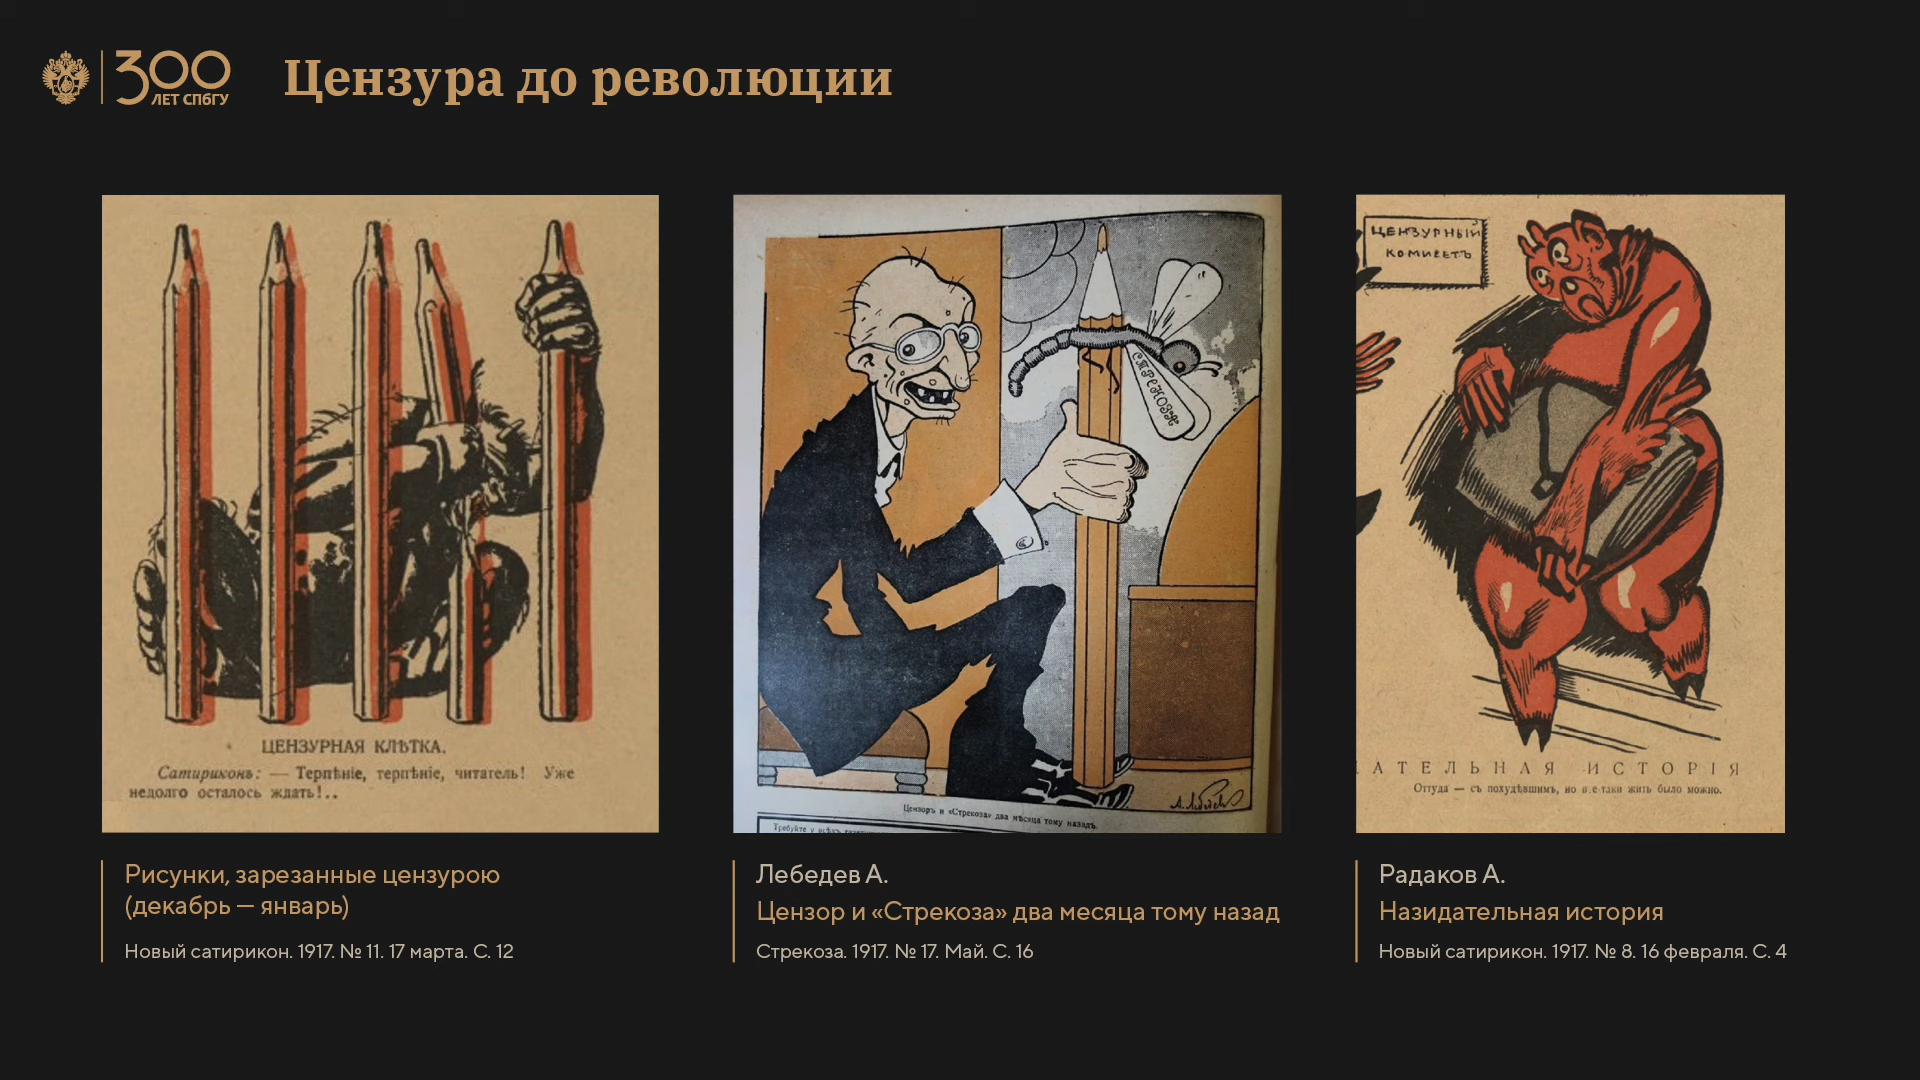 300
ЛЕТ СПбГУ
Цензура до революции
ЦЕНЗУРНАЯ КЛѢТКА.
Сатириконъ: — Терпѣніе, терпѣніе, читатель! Уже
недолго осталось ждать!..
СТРЕКОЗА
А. Лебедев
Цензоръ и «Стрекоза» два мѣсяца тому назадъ.
Требуйте у всѣхъ
ЦЕНЗУРНЫЙ
КОМИТЕТЪ
АТЕЛЬНАЯ ИСТОРІЯ
Оттуда — съ похудѣвшимъ, но все-таки жить было можно.
Рисунки, зарезанные цензурою
(декабрь — январь)
Новый сатирикон. 1917. № 11. 17 марта. С. 12
Лебедев А.
Цензор и «Стрекоза» два месяца тому назад
Стрекоза. 1917. № 17. Май. С. 16
Радаков А.
Назидательная история
Новый сатирикон. 1917. № 8. 16 февраля. С. 4